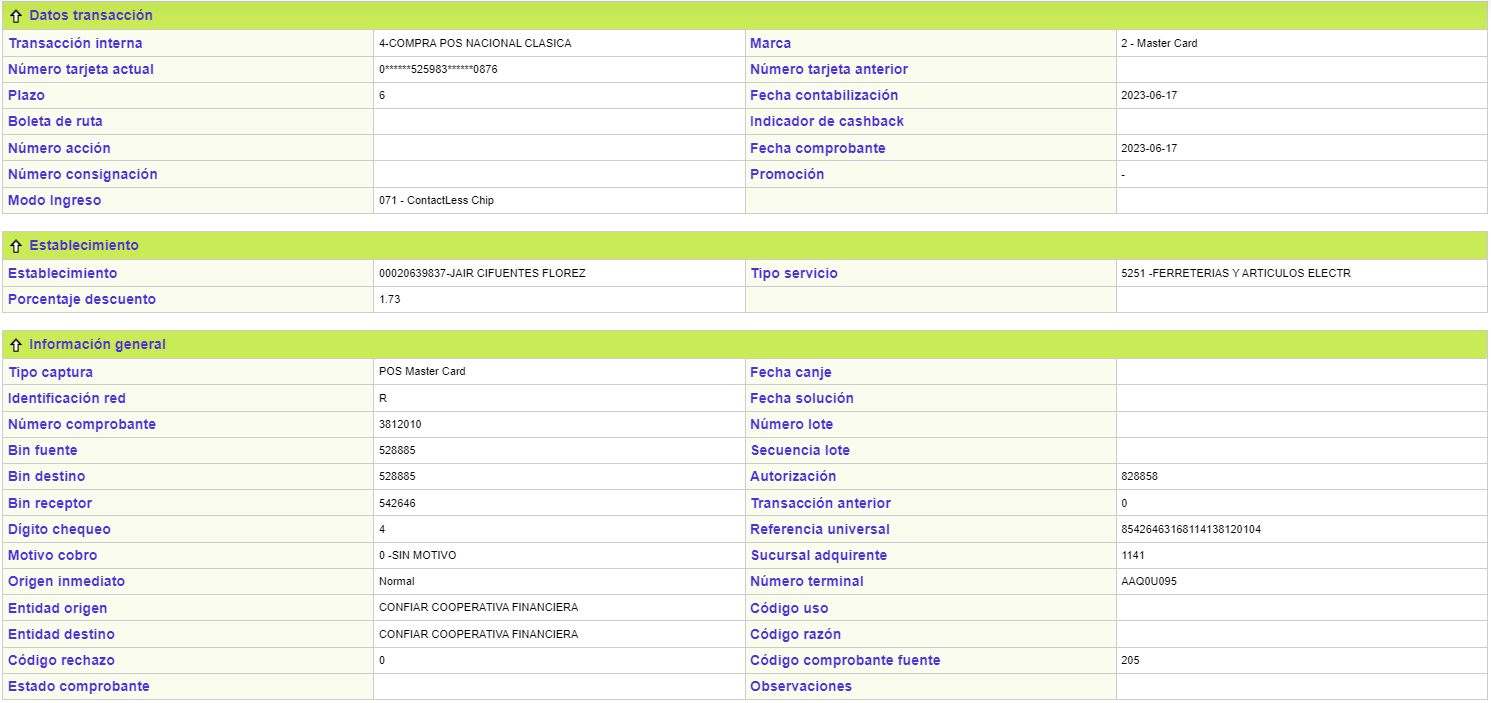 Datos transacción
Transacción interna 4-COMPRA POS NACIONAL CLASICA Marca 2 - Master Card
Número tarjeta actual 0******525983******0876 Número tarjeta anterior
Plazo 6 Fecha contabilización 2023-06-17
Boleta de ruta Indicador de cashback
Número acción Fecha comprobante 2023-06-17
Número consignación Promoción -
Modo Ingreso 071 - ContactLess Chip
Establecimiento
Establecimiento 00020639837-JAIR CIFUENTES FLOREZ Tipo servicio 5251 -FERRETERIAS Y ARTICULOS ELECTR
Porcentaje descuento 1.73
Información general
Tipo captura POS Master Card Fecha canje
Identificación red R Fecha solución
Número comprobante 3812010 Número lote
Bin fuente 528885 Secuencia lote
Bin destino 528885 Autorización 828858
Bin receptor 542646 Transacción anterior 0
Dígito chequeo 4 Referencia universal 85426463168114138120104
Motivo cobro 0 -SIN MOTIVO Sucursal adquirente 1141
Origen inmediato Normal Número terminal AAQ0U095
Entidad origen CONFIAR COOPERATIVA FINANCIERA Código uso
Entidad destino CONFIAR COOPERATIVA FINANCIERA Código razón
Código rechazo 0 Código comprobante fuente 205
Estado comprobante Observaciones